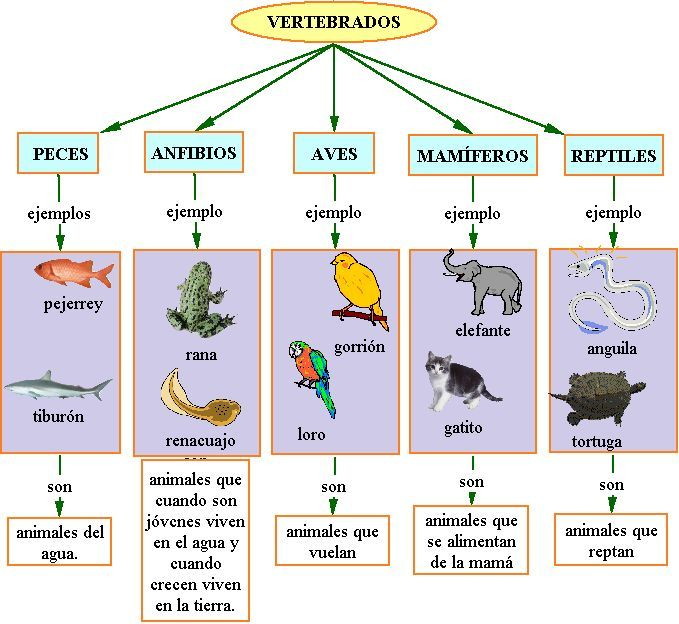 VERTEBRADOS
PECES
ANFIBIOS
AVES
MAMÍFEROS
REPTILES
ejemplos
ejemplo
ejemplo
ejemplo
ejemplo
pejerrey
tiburón
rana
renacuajo
gorrión
loro
elefante
gatito
anguila
tortuga
son
son
son
son
son
animales del
agua.
animales que
cuando son
jóvenes viven
en el agua y
cuando
crecen viven
en la tierra.
animales que
vuelan
animales que
se alimentan
de la mamá
animales que
reptan